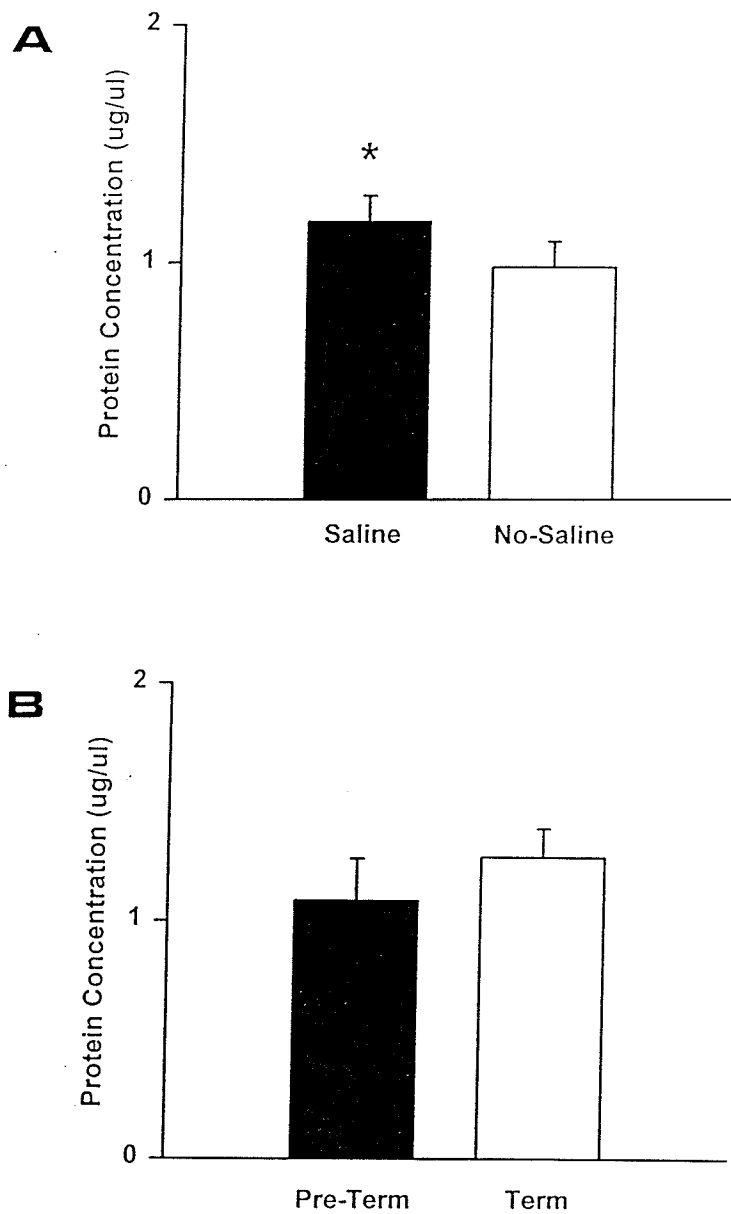 A
Protein Concentration (ug/ul)
2
1
0
*
Saline No-Saline
B
Protein Concentration (ug/ul)
2
1
0
Pre-Term Term